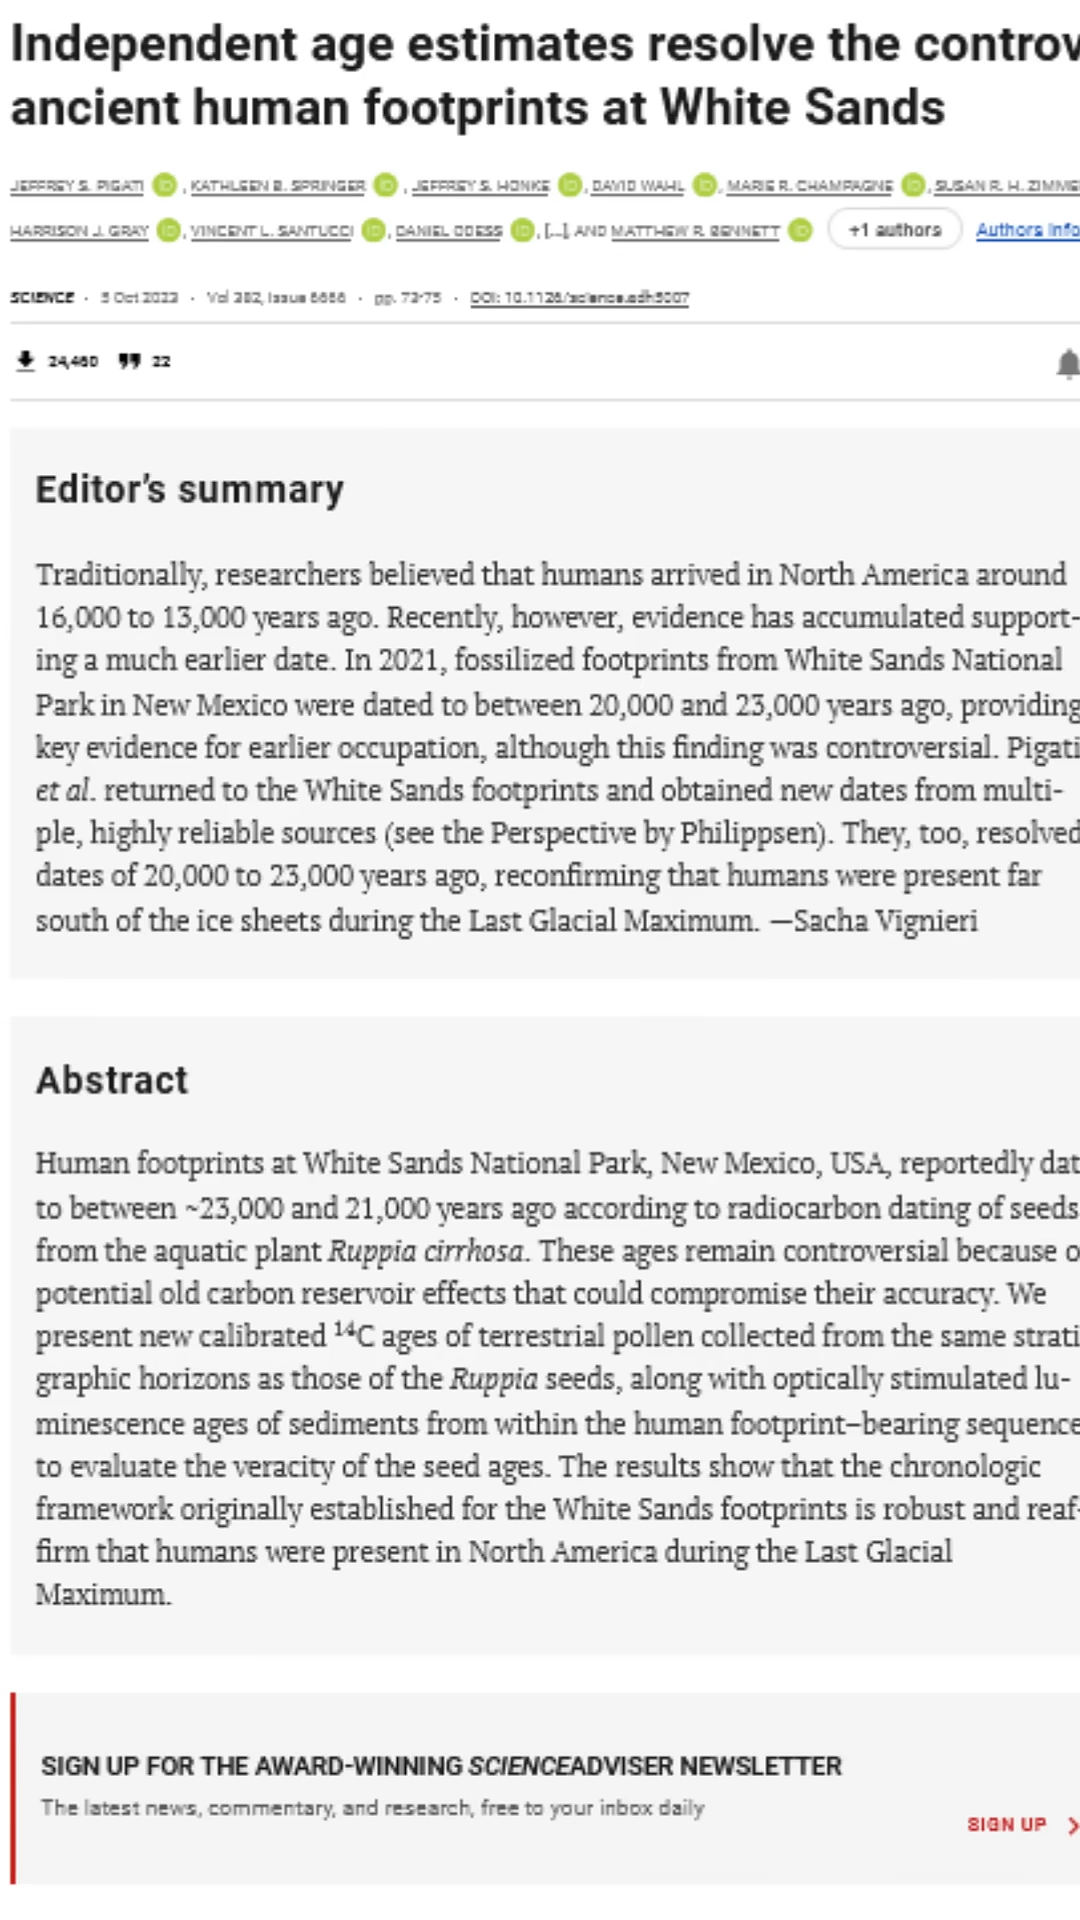 Independent age estimates resolve the controv
ancient human footprints at White Sands
JEFFREY S. PIGATI, KATHLEEN B. SPRINGER, JEFFREY S. HONKE, DAVID WAHL, MARIE R. CHAMPAGNE, SUSAN R. H. ZIMME
HARRISON J. GRAY, VINCENT L. SANTUCCI, DANIEL ODESS, [...], AND MATTHEW R. BENNETT +1 authors Authors Info
SCIENCE · 5 Oct 2023 · Vol 382, Issue 6666 · pp. 73-75 · DOI: 10.1126/science.adh5007
24,460 22
Editor's summary
Traditionally, researchers believed that humans arrived in North America around
16,000 to 13,000 years ago. Recently, however, evidence has accumulated support-
ing a much earlier date. In 2021, fossilized footprints from White Sands National
Park in New Mexico were dated to between 20,000 and 23,000 years ago, providing
key evidence for earlier occupation, although this finding was controversial. Pigati
et al. returned to the White Sands footprints and obtained new dates from multi-
ple, highly reliable sources (see the Perspective by Philippsen). They, too, resolved
dates of 20,000 to 23,000 years ago, reconfirming that humans were present far
south of the ice sheets during the Last Glacial Maximum. —Sacha Vignieri
Abstract
Human footprints at White Sands National Park, New Mexico, USA, reportedly dat
to between ~23,000 and 21,000 years ago according to radiocarbon dating of seeds
from the aquatic plant Ruppia cirrhosa. These ages remain controversial because o
potential old carbon reservoir effects that could compromise their accuracy. We
present new calibrated ¹⁴C ages of terrestrial pollen collected from the same strati
graphic horizons as those of the Ruppia seeds, along with optically stimulated lu-
minescence ages of sediments from within the human footprint–bearing sequence
to evaluate the veracity of the seed ages. The results show that the chronologic
framework originally established for the White Sands footprints is robust and reaf-
firm that humans were present in North America during the Last Glacial
Maximum.
SIGN UP FOR THE AWARD-WINNING SCIENCEADVISER NEWSLETTER
The latest news, commentary, and research, free to your inbox daily
SIGN UP